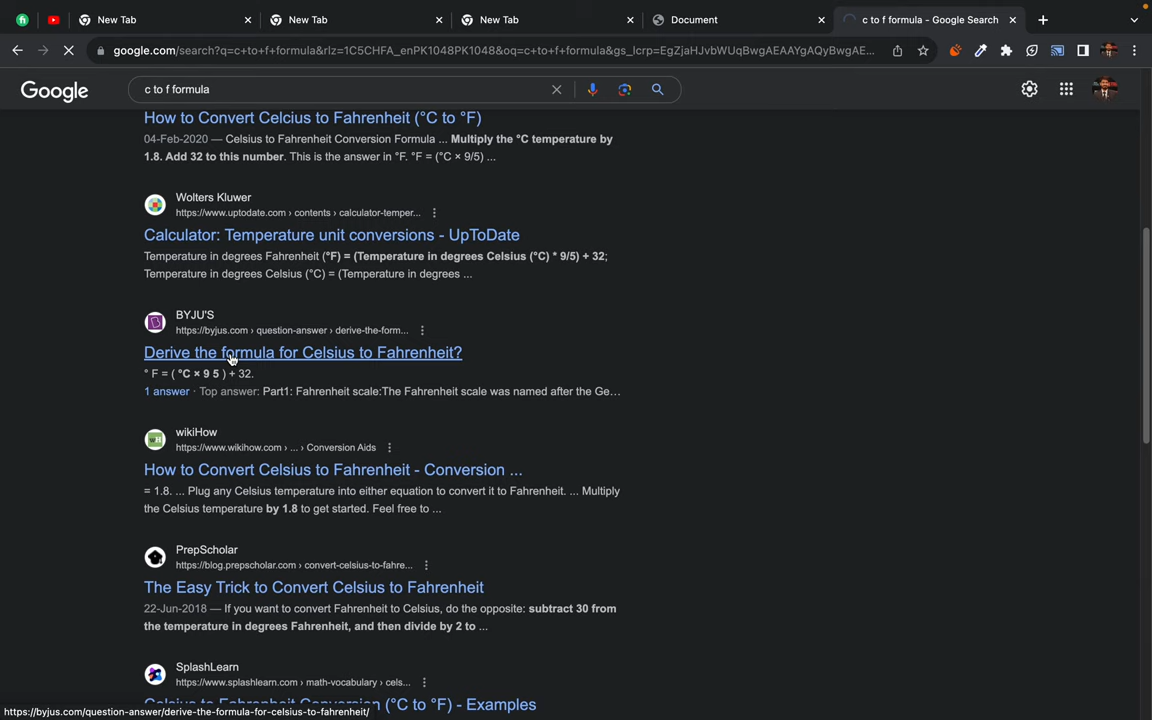 New Tab
New Tab
New Tab
Document
c to f formula - Google Search
google.com/search?q=c+to+f+formula&rlz=1C5CHFA_enPK1048PK1048&oq=c+to+f+formula&gs_lcrp=EgZjaHJvbWUqBwgAEAAYgAQyBwgAE...
Google
c to f formula
How to Convert Celcius to Fahrenheit (°C to °F)
04-Feb-2020 — Celsius to Fahrenheit Conversion Formula ... Multiply the °C temperature by
1.8. Add 32 to this number. This is the answer in °F. °F = (°C × 9/5) ...
Wolters Kluwer
https://www.uptodate.com › contents › calculator-temper...
Calculator: Temperature unit conversions - UpToDate
Temperature in degrees Fahrenheit (°F) = (Temperature in degrees Celsius (°C) * 9/5) + 32;
Temperature in degrees Celsius (°C) = (Temperature in degrees ...
BYJU'S
https://byjus.com › question-answer › derive-the-form...
Derive the formula for Celsius to Fahrenheit?
° F = ( °C × 9 5 ) + 32.
1 answer · Top answer: Part1: Fahrenheit scale:The Fahrenheit scale was named after the Ge...
wikiHow
https://www.wikihow.com › ... › Conversion Aids
How to Convert Celsius to Fahrenheit - Conversion ...
= 1.8. ... Plug any Celsius temperature into either equation to convert it to Fahrenheit. ... Multiply
the Celsius temperature by 1.8 to get started. Feel free to ...
PrepScholar
https://blog.prepscholar.com › convert-celsius-to-fahre...
The Easy Trick to Convert Celsius to Fahrenheit
22-Jun-2018 — If you want to convert Fahrenheit to Celsius, do the opposite: subtract 30 from
the temperature in degrees Fahrenheit, and then divide by 2 to ...
SplashLearn
https://www.splashlearn.com › math-vocabulary › cels...
Celsius to Fahrenheit Conversion (°C to °F) - Examples
https://byjus.com/question-answer/derive-the-formula-for-celsius-to-fahrenheit/